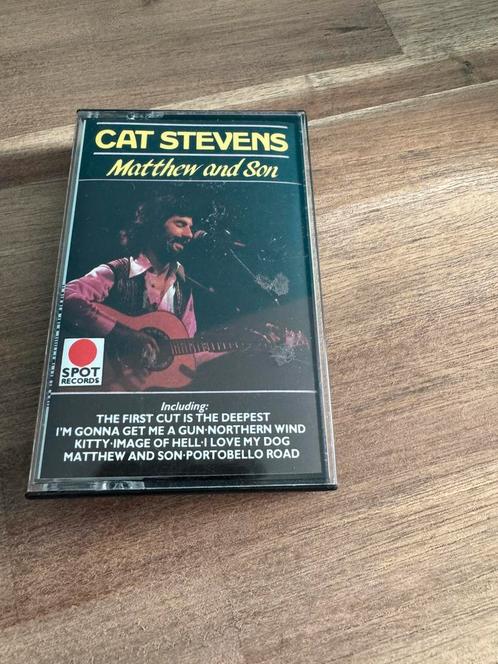 CAT STEVENS
Matthew and Son
SPOT
RECORDS
Including:
THE FIRST CUT IS THE DEEPEST
I'M GONNA GET ME A GUN·NORTHERN WIND
KITTY·IMAGE OF HELL·I LOVE MY DOG
MATTHEW AND SON·PORTOBELLO ROAD